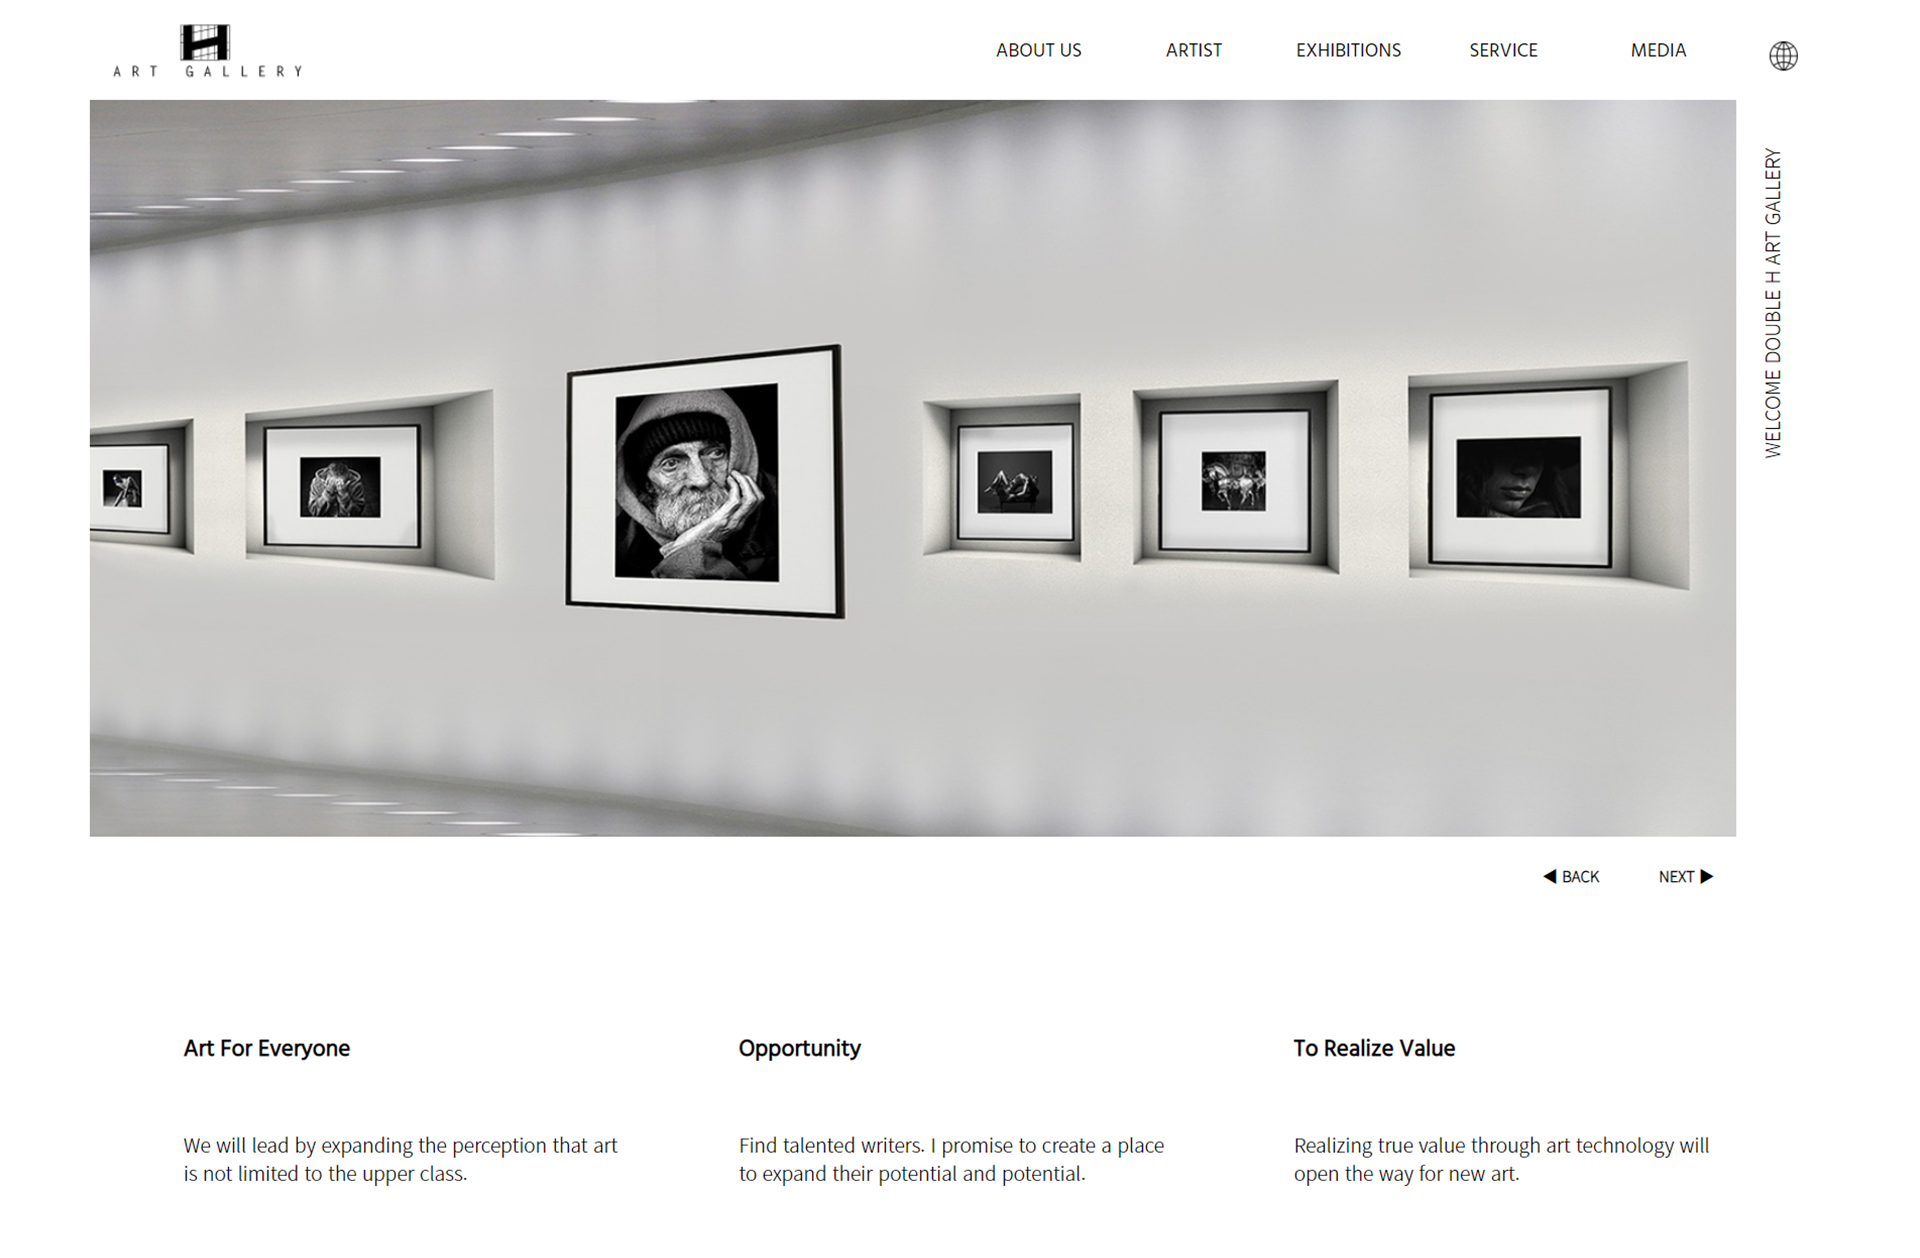 H
ART GALLERY
ABOUT US
ARTIST
EXHIBITIONS
SERVICE
MEDIA
WELCOME DOUBLE H ART GALLERY
◀ BACK
NEXT ▶
Art For Everyone
We will lead by expanding the perception that art
is not limited to the upper class.
Opportunity
Find talented writers. I promise to create a place
to expand their potential and potential.
To Realize Value
Realizing true value through art technology will
open the way for new art.